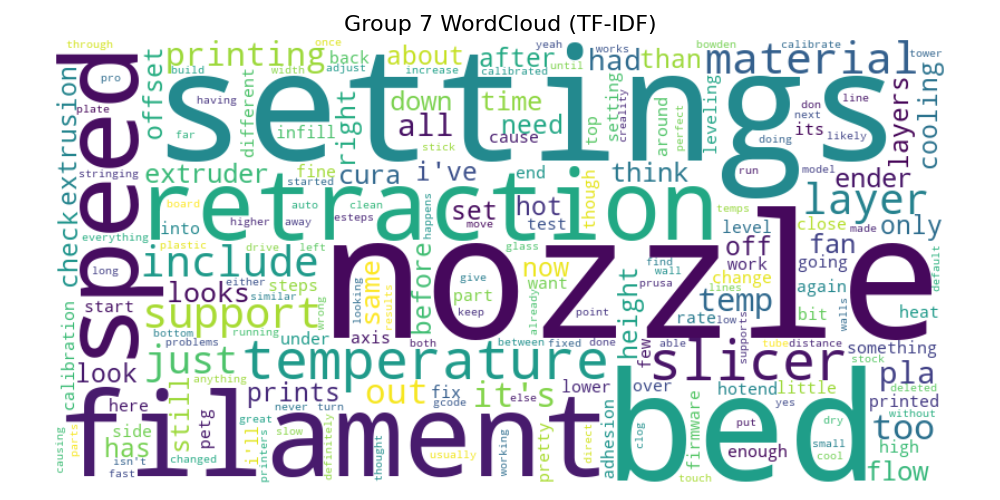 Group 7 WordCloud (TF-IDF)
through
once
yeah
works
bowden
calibrate
tower
printing
back
about
after
had
than
material
build
width
adjust
increase
calibrated
until
pro
plate
having
speed
offset
different
settings
down
time
setting
creality
around
perfect
leveling
don
line
next
its
likely
layers
cooling
far
infill
right
all
need
cause
stick
top
doing
extrusion
check
stringing
extruder
fine
started
cura
i've
end
think
run
model
ender
board
auto
clean
esteps
retraction
set
move
hot
test
though
temps
layer
close
made
only
everything
into
higher
away
happens
level
off
fan
drive
left
glass
work
going
long
include
either
similar
steps
looking
same
results
before
now
want
give
part
keep
point
already
height
find
wall
prusa
change
lines
temp
again
default
bit
walls
heat
start
looks
support
wrong
nozzle
rate
low
calibration
bottom
problems
running
under
axis
both
between
fixed
done
few
able
supports
tube
distance
something
stock
look
just
anything
temperature
slicer
pla
deleted
here
still
prints
out
fix
gcode
it's
else
lower
over
hotend
little
printed
without
side
has
petg
never
turn
great
yes
put
dry
too
causing
parts
isn't
fast
changed
filament
i'll
printers
slow
definitely
thought
usually
working
pretty
direct
adhesion
bed
clog
firmware
touch
enough
small
cool
high
flow